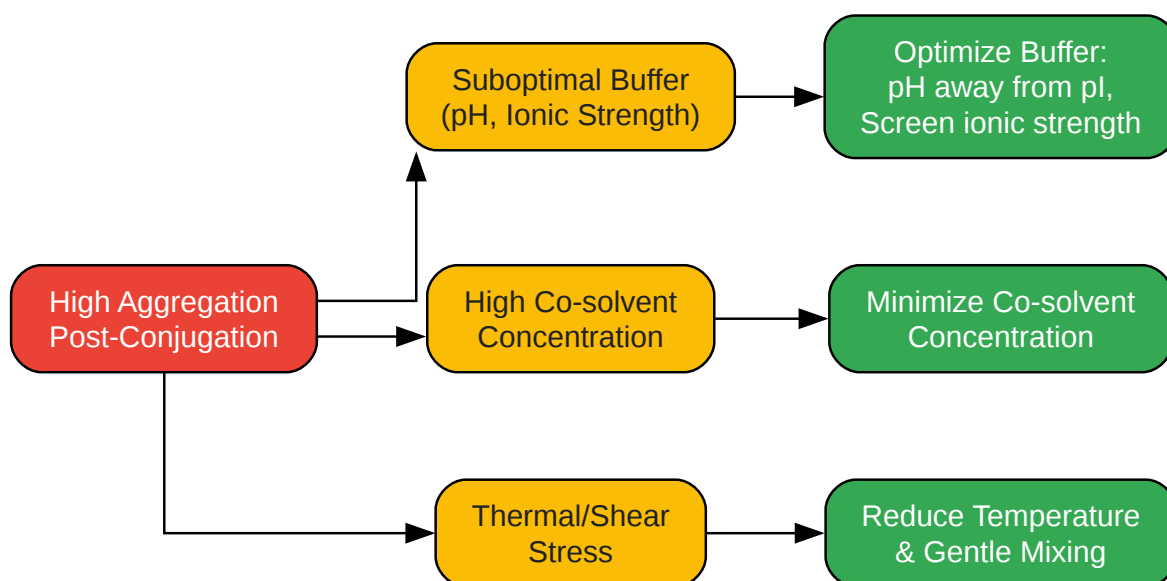 High Aggregation
Post-Conjugation
Suboptimal Buffer
(pH, Ionic Strength)
Optimize Buffer:
pH away from pI,
Screen ionic strength
High Co-solvent
Concentration
Minimize Co-solvent
Concentration
Thermal/Shear
Stress
Reduce Temperature
& Gentle Mixing